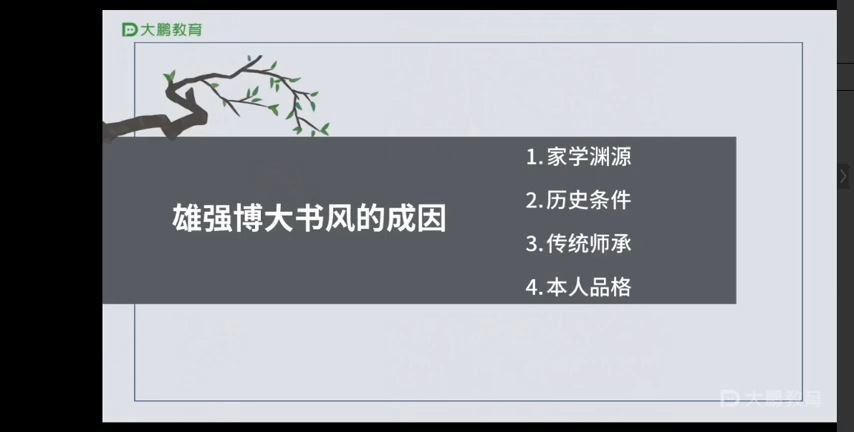 大鹏教育
雄强博大书风的成因
1.家学渊源
2.历史条件
3.传统师承
4.本人品格
大鹏教育